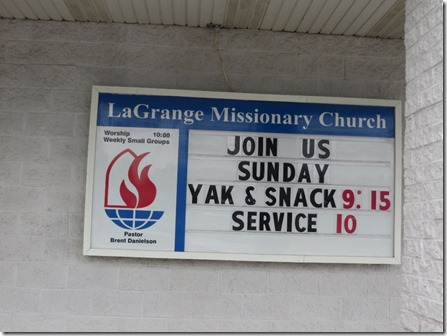 LaGrange Missionary Church
Worship 10:00
Weekly Small Groups
Pastor
Brent Danielson
JOIN US
SUNDAY
YAK & SNACK 9:15
SERVICE 10